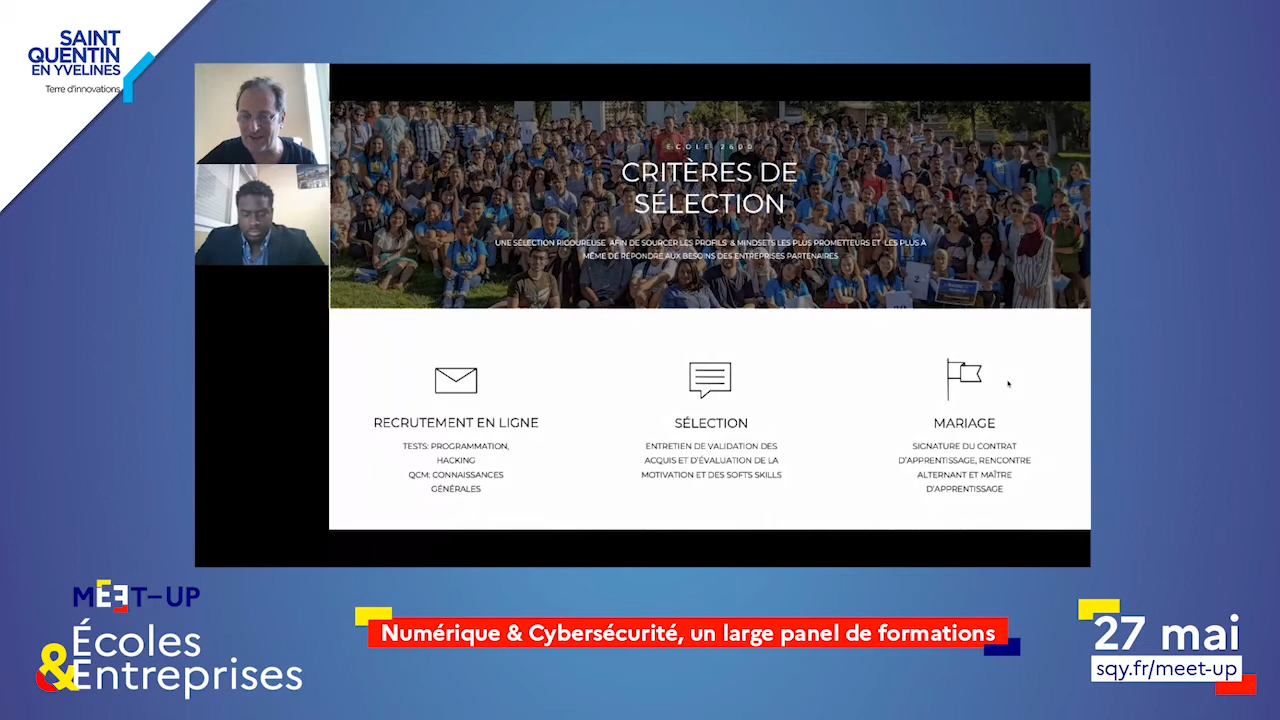 SAINT
QUENTIN
EN YVELINES
Terre d'innovations
ECOLE 2600
CRITÈRES DE
SÉLECTION
UNE SÉLECTION RIGOUREUSE AFIN DE SOURCER LES PROFILS & MINDSETS LES PLUS PROMETTEURS ET LES PLUS À
MÊME DE RÉPONDRE AUX BESOINS DES ENTREPRISES PARTENAIRES
RECRUTEMENT EN LIGNE
TESTS: PROGRAMMATION,
HACKING
QCM: CONNAISSANCES
GÉNÉRALES
SÉLECTION
ENTRETIEN DE VALIDATION DES
ACQUIS ET D'ÉVALUATION DE LA
MOTIVATION ET DES SOFTS SKILLS
MARIAGE
SIGNATURE DU CONTRAT
D'APPRENTISSAGE, RENCONTRE
ALTERNANT ET MAÎTRE
D'APPRENTISSAGE
MEET-UP
Écoles
&Entreprises
Numérique & Cybersécurité, un large panel de formations
27 mai
sqy.fr/meet-up